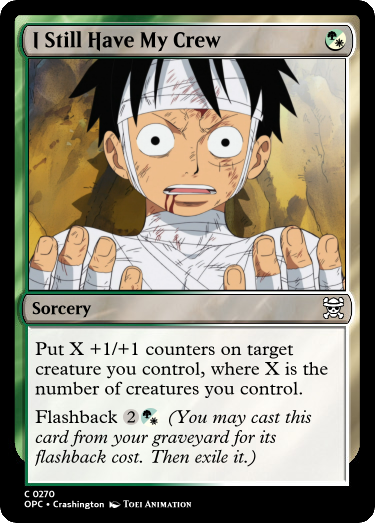 I Still Have My Crew
Sorcery
Put X +1/+1 counters on target
creature you control, where X is the
number of creatures you control.
Flashback 2 (You may cast this
card from your graveyard for its
flashback cost. Then exile it.)
C 0270
OPC • Crashington TOEI ANIMATION